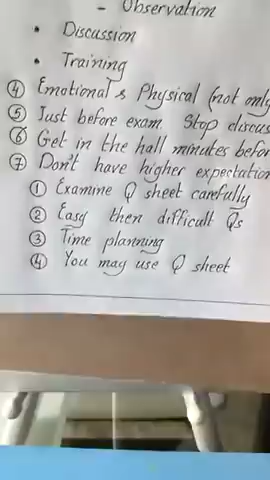 - Observation
• Discussion
• Training
④ Emotional & Physical (not only
⑤ Just before exam. Stop discus
⑥ Get in the hall minutes befor
⑦ Don't have higher expectation
① Examine Q sheet carefully
② Easy then difficult Qs
③ Time planning
④ You may use Q sheet